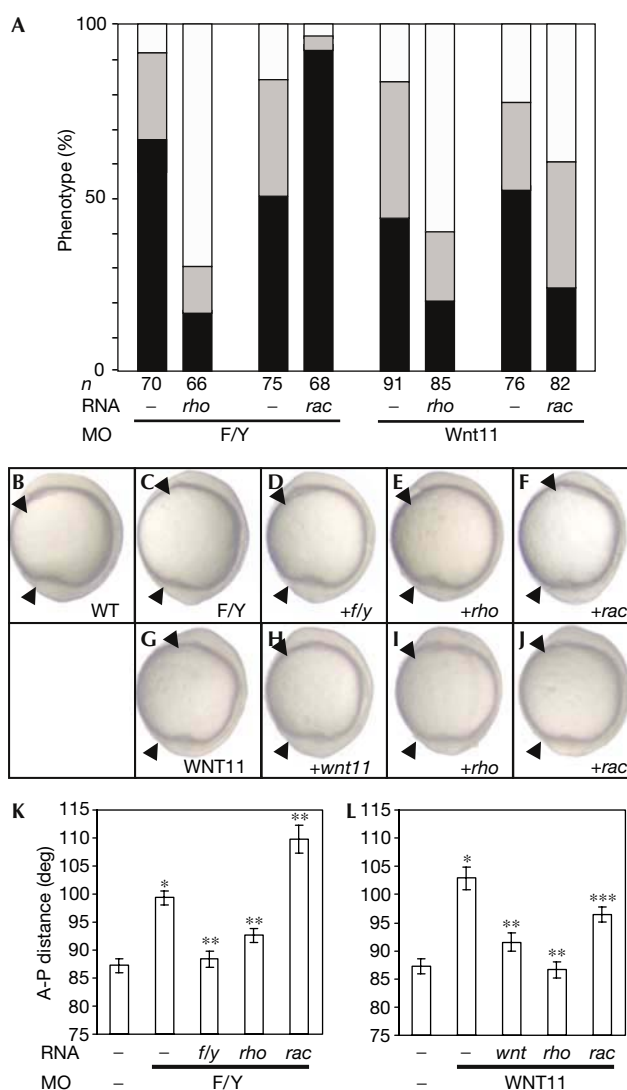 A
Phenotype (%)
100
50
0
n 70 66 75 68 91 85 76 82
RNA – rho – rac – rho – rac
MO F/Y Wnt11
B WT
C F/Y
D +f/y
E +rho
F +rac
G WNT11
H +wnt11
I +rho
J +rac
K
A–P distance (deg)
115
110
105
100
95
90
85
80
75
* ** ** **
RNA – – f/y rho rac
MO – F/Y
L
115
110
105
100
95
90
85
80
75
* ** ** ***
– – wnt rho rac
– WNT11